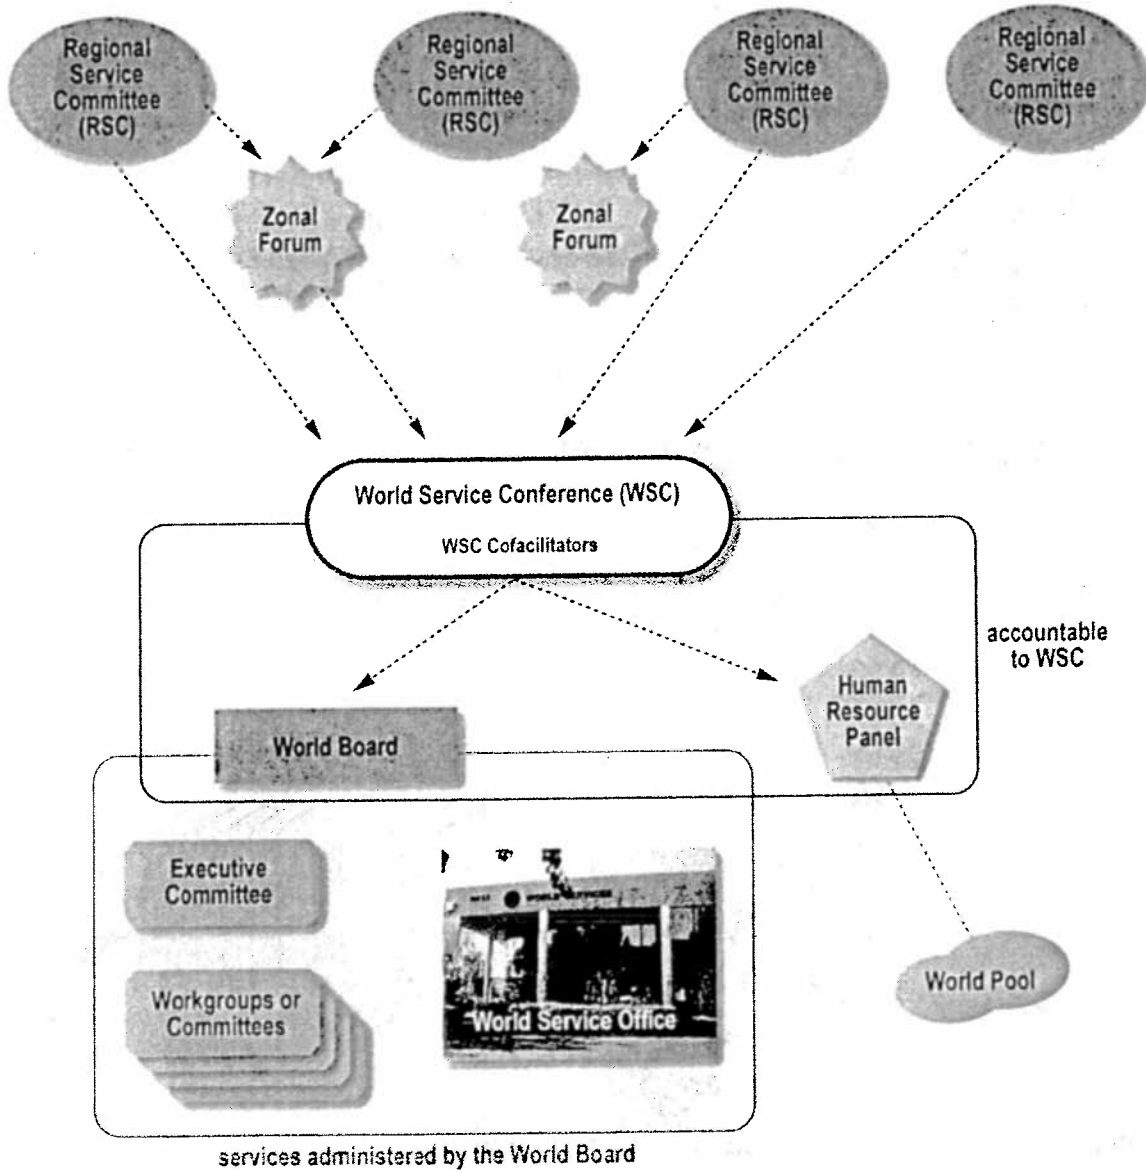 Regional
Service
Committee
(RSC)
Regional
Service
Committee
(RSC)
Regional
Service
Committee
(RSC)
Regional
Service
Committee
(RSC)
Zonal
Forum
Zonal
Forum
World Service Conference (WSC)
WSC Cofacilitators
accountable
to WSC
Human
Resource
Panel
World Board
Executive
Committee
WORLD SERVICES
World Service Office
Workgroups or
Committees
World Pool
services administered by the World Board